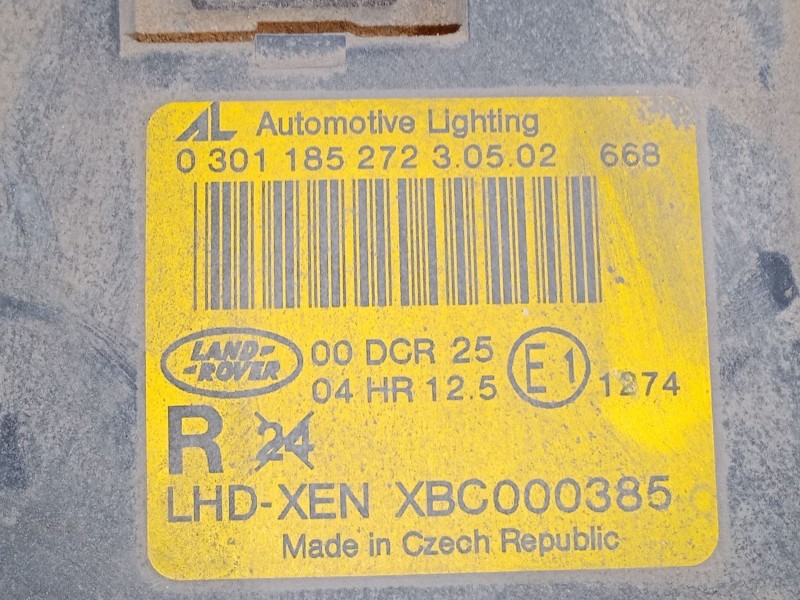 AL Automotive Lighting
0 301 185 272 3.05.02 668
LAND-
-ROVER
00 DCR 25
04 HR 12.5
E1
1274
R 24
LHD-XEN XBC000385
Made in Czech Republic